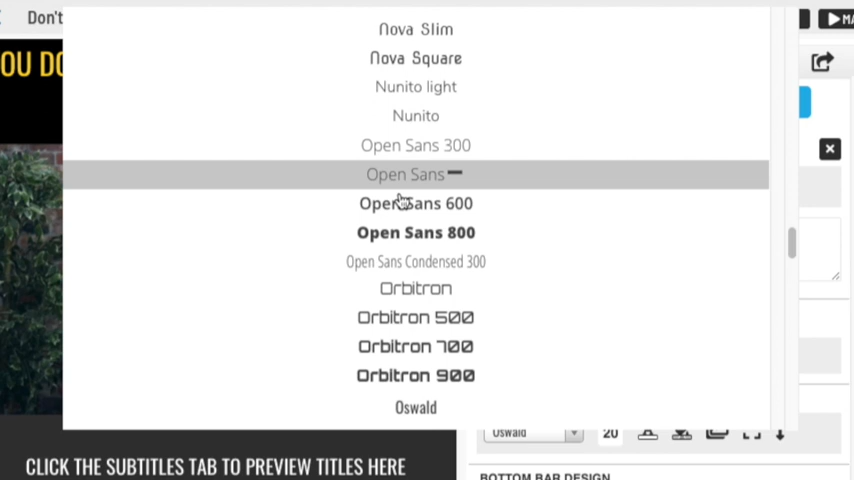 Don't
MA
OU DO
Nova Slim
Nova Square
Nunito light
Nunito
Open Sans 300
Open Sans
Open Sans 600
Open Sans 800
Open Sans Condensed 300
Orbitron
Orbitron 500
Orbitron 700
Orbitron 900
Oswald
Oswald
20
CLICK THE SUBTITLES TAB TO PREVIEW TITLES HERE
BOTTOM BAR DESIGN